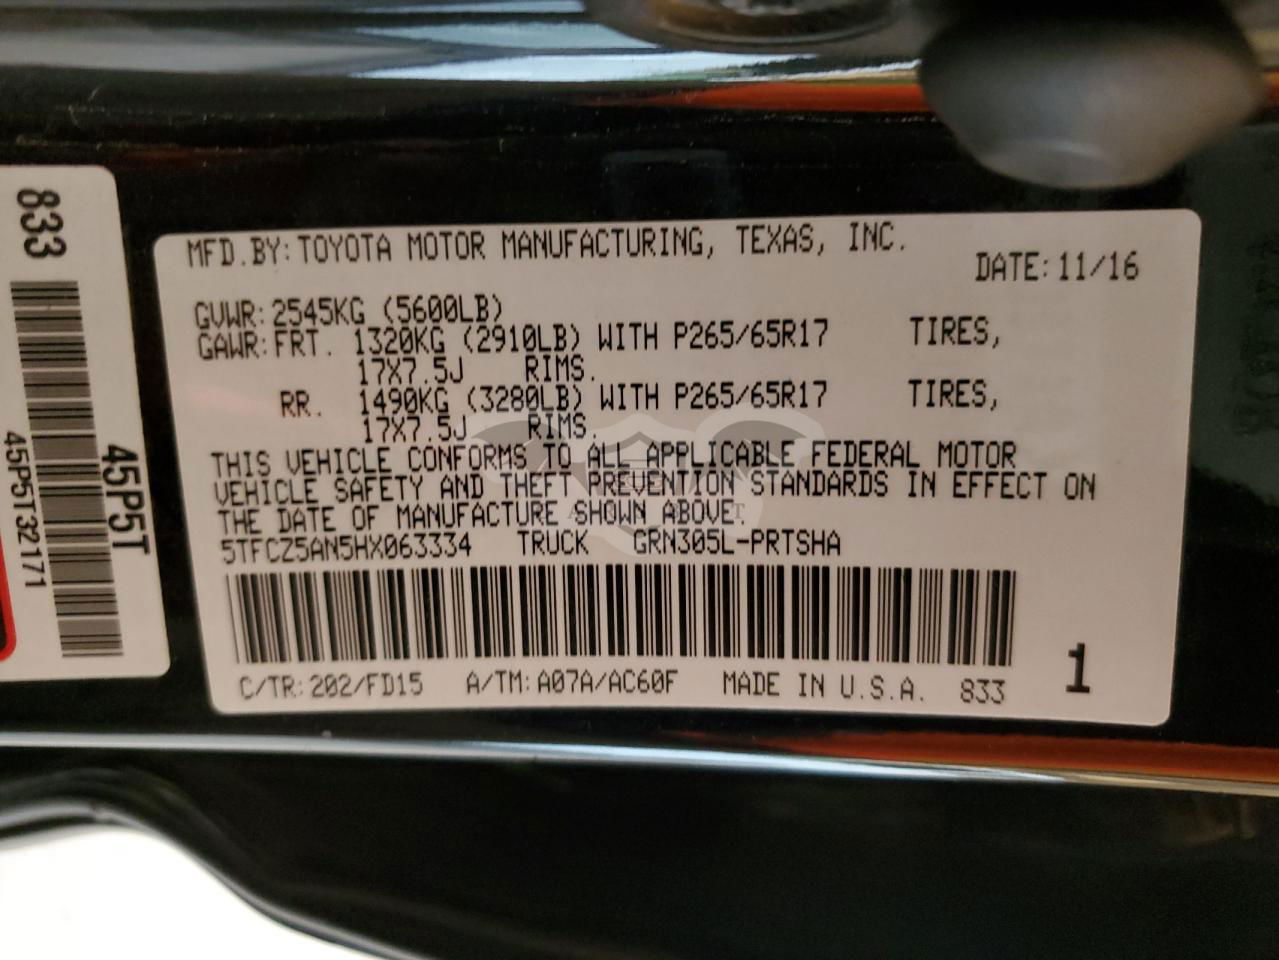 833
45P5T
45P5T32171
MFD.BY:TOYOTA MOTOR MANUFACTURING, TEXAS, INC.
DATE:11/16
GVWR:2545KG (5600LB)
GAWR:FRT. 1320KG (2910LB) WITH P265/65R17 TIRES,
17X7.5J RIMS.
RR. 1490KG (3280LB) WITH P265/65R17 TIRES,
17X7.5J RIMS.
THIS VEHICLE CONFORMS TO ALL APPLICABLE FEDERAL MOTOR
VEHICLE SAFETY AND THEFT PREVENTION STANDARDS IN EFFECT ON
THE DATE OF MANUFACTURE SHOWN ABOVE.
5TFCZ5AN5HX063334 TRUCK GRN305L-PRTSHA
C/TR:202/FD15 A/TM:A07A/AC60F MADE IN U.S.A. 833
1